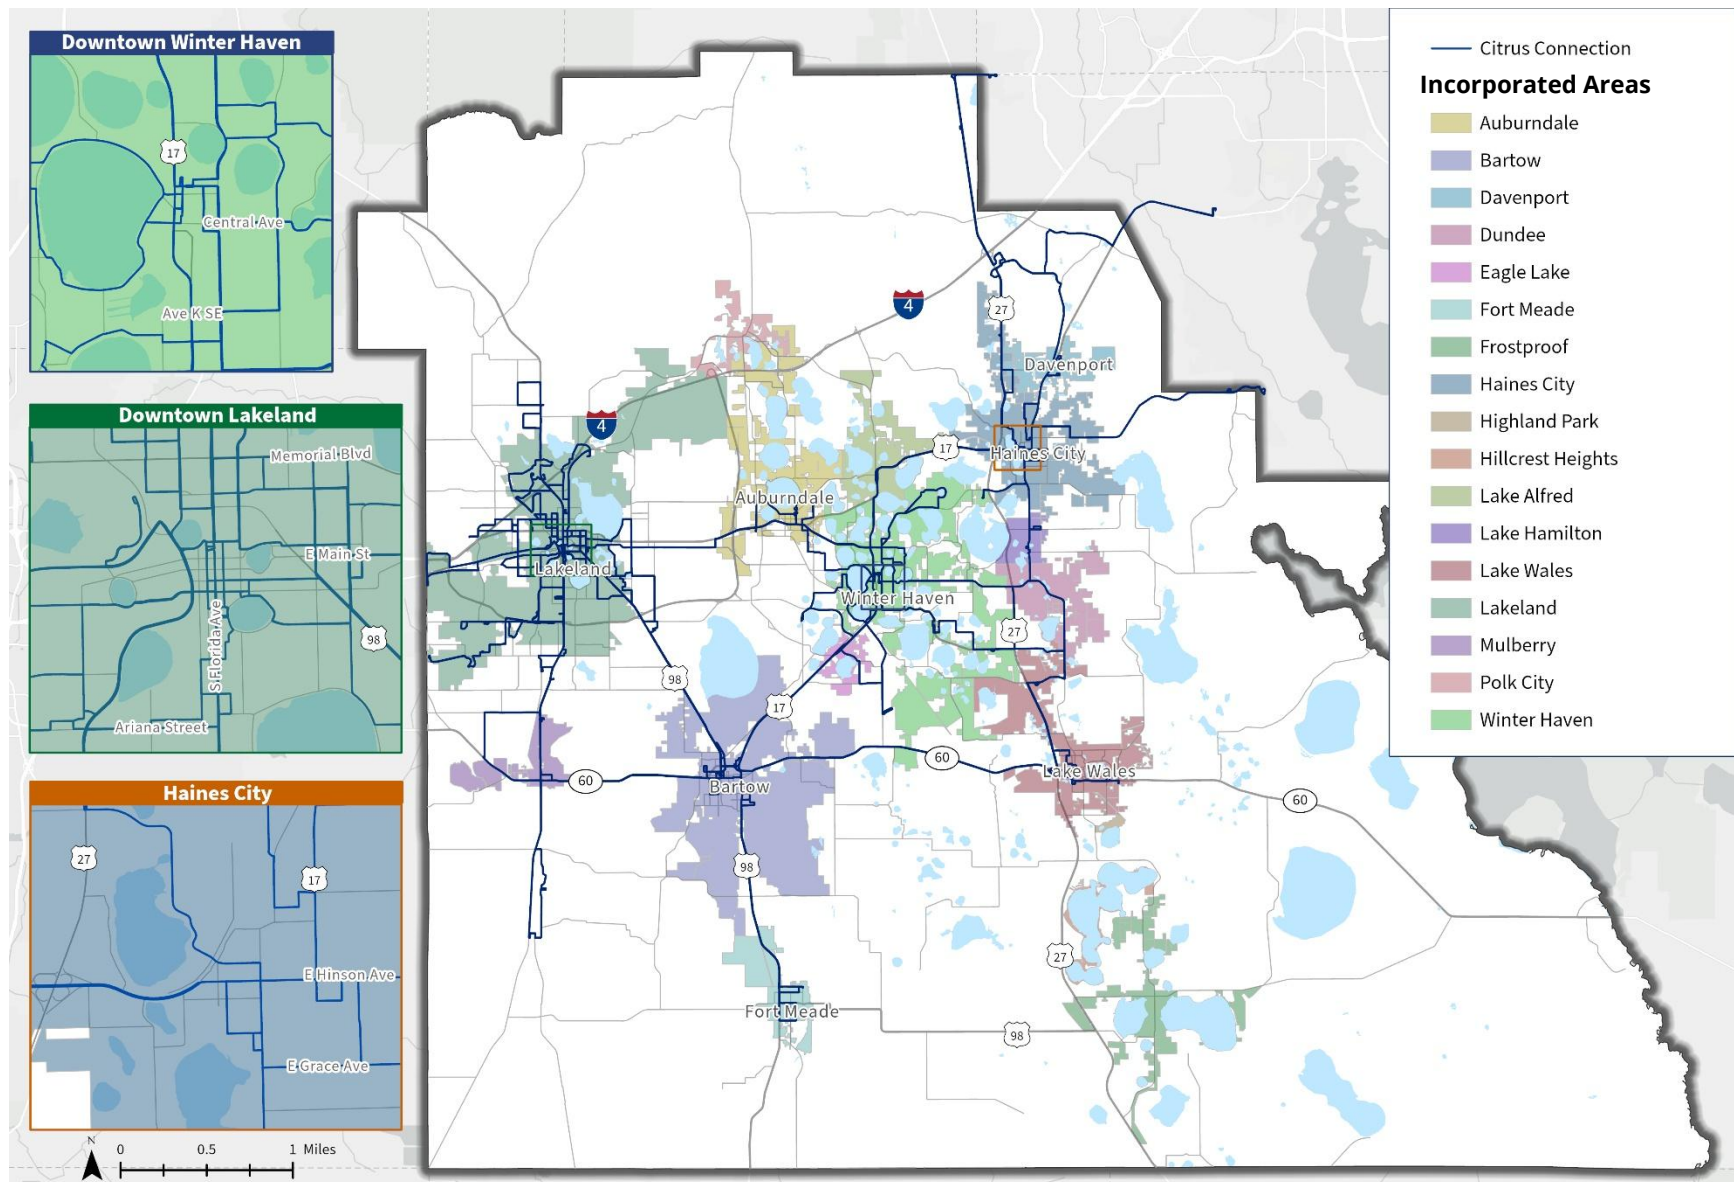 Downtown Winter Haven
17
Central Ave
Ave K SE
Downtown Lakeland
Memorial Blvd
E Main St
S Florida Ave
98
Ariana Street
Haines City
27
17
E Hinson Ave
E Grace Ave
N
0 0.5 1 Miles
4
27
Davenport
4
17
Haines City
Auburndale
Lakeland
Winter Haven
27
98
17
60
60
Lake Wales
Bartow
60
98
27
Fort Meade
98
Citrus Connection
Incorporated Areas
Auburndale
Bartow
Davenport
Dundee
Eagle Lake
Fort Meade
Frostproof
Haines City
Highland Park
Hillcrest Heights
Lake Alfred
Lake Hamilton
Lake Wales
Lakeland
Mulberry
Polk City
Winter Haven